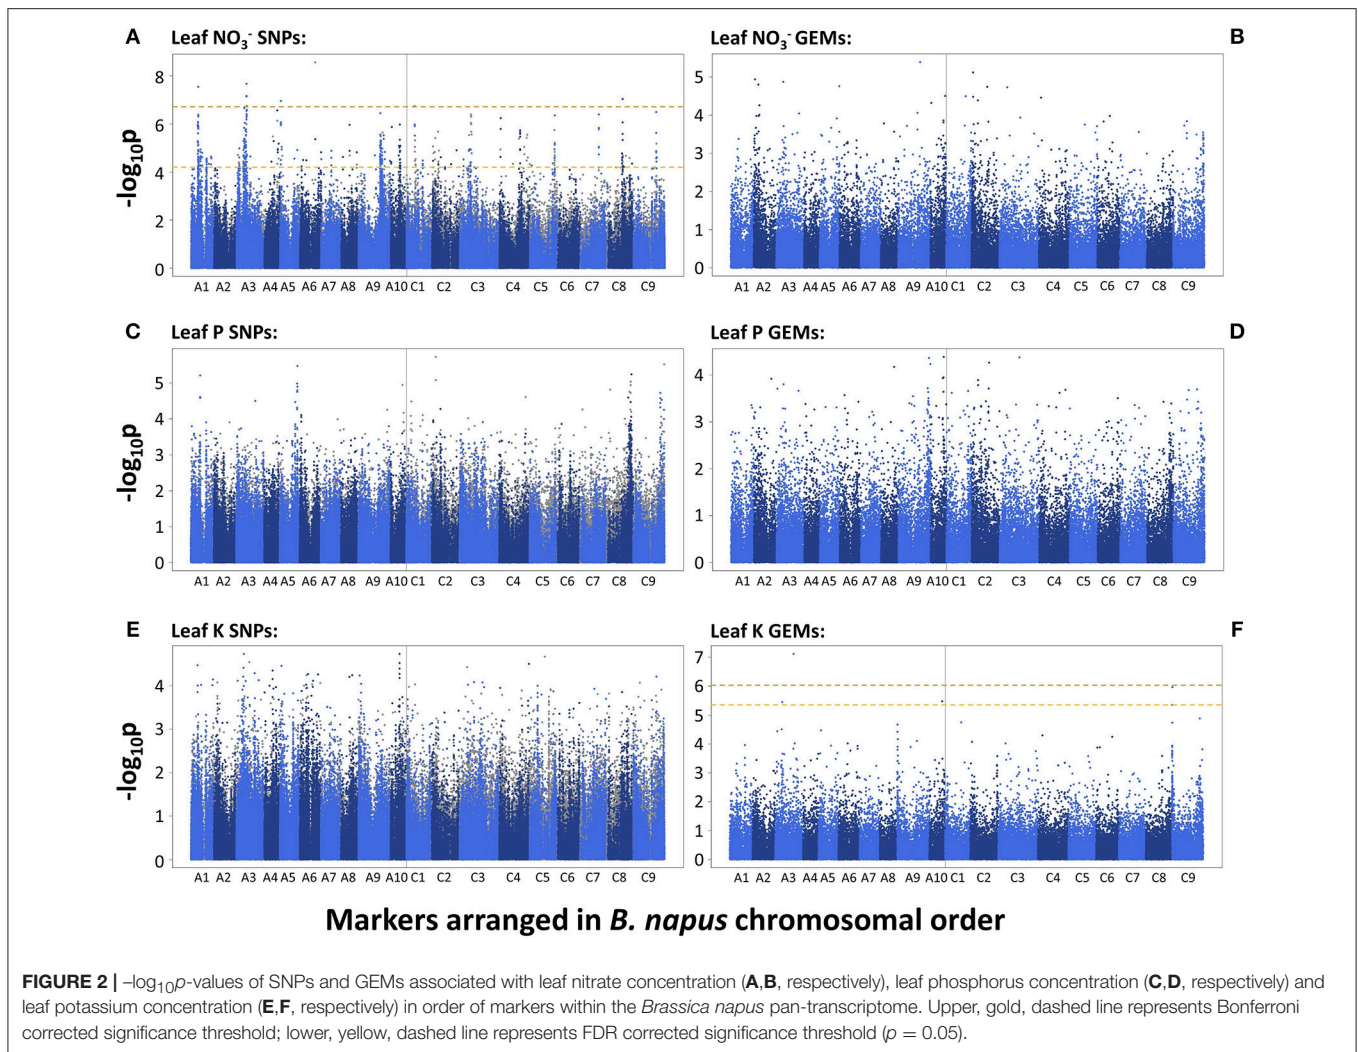 A Leaf NO3- SNPs:
Leaf NO3- GEMs: B
-log10p
8
6
4
2
0
A1 A2 A3 A4 A5 A6 A7 A8 A9 A10 C1 C2 C3 C4 C5 C6 C7 C8 C9
5
4
3
2
1
0
A1 A2 A3 A4 A5 A6 A7 A8 A9 A10 C1 C2 C3 C4 C5 C6 C7 C8 C9
C Leaf P SNPs:
Leaf P GEMs: D
-log10p
5
4
3
2
1
0
A1 A2 A3 A4 A5 A6 A7 A8 A9 A10 C1 C2 C3 C4 C5 C6 C7 C8 C9
4
3
2
1
0
A1 A2 A3 A4 A5 A6 A7 A8 A9 A10 C1 C2 C3 C4 C5 C6 C7 C8 C9
E Leaf K SNPs:
Leaf K GEMs: F
-log10p
4
3
2
1
0
A1 A2 A3 A4 A5 A6 A7 A8 A9 A10 C1 C2 C3 C4 C5 C6 C7 C8 C9
7
6
5
4
3
2
1
0
A1 A2 A3 A4 A5 A6 A7 A8 A9 A10 C1 C2 C3 C4 C5 C6 C7 C8 C9
Markers arranged in B. napus chromosomal order
FIGURE 2 | –log10p-values of SNPs and GEMs associated with leaf nitrate concentration (A,B, respectively), leaf phosphorus concentration (C,D, respectively) and
leaf potassium concentration (E,F, respectively) in order of markers within the Brassica napus pan-transcriptome. Upper, gold, dashed line represents Bonferroni
corrected significance threshold; lower, yellow, dashed line represents FDR corrected significance threshold (p = 0.05).